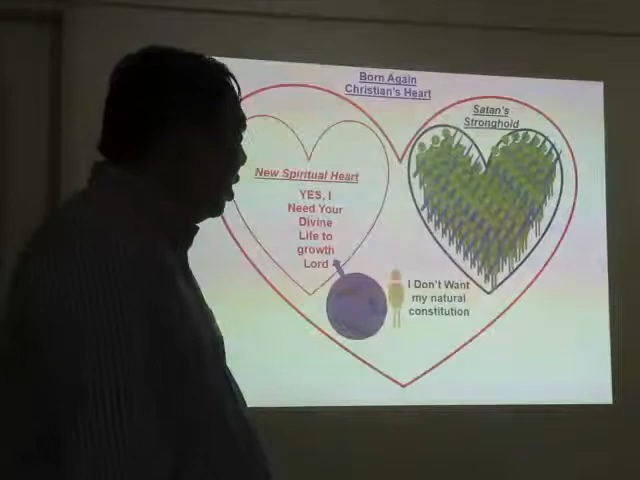 Born Again
Christian's Heart
Satan's
Stronghold
New Spiritual Heart
YES, I
Need Your
Divine
Life to
growth
Lord
I Don't Want
my natural
constitution